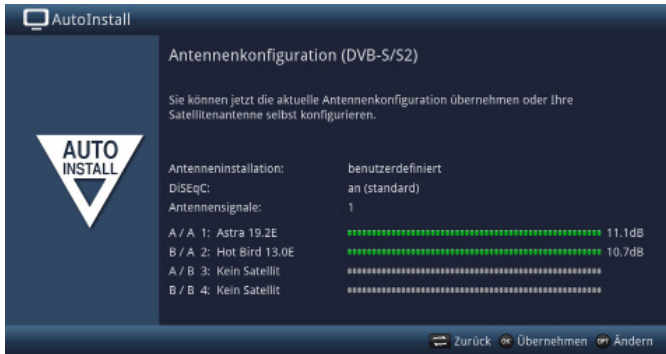 AutoInstall
Antennenkonfiguration (DVB-S/S2)
Sie können jetzt die aktuelle Antennenkonfiguration übernehmen oder Ihre
Satellitenantenne selbst konfigurieren.
AUTO
INSTALL
Antenneninstallation: benutzerdefiniert
DiSEqC: an (standard)
Antennensignale: 1
A / A 1: Astra 19.2E 11.1dB
B / A 2: Hot Bird 13.0E 10.7dB
A / B 3: Kein Satellit
B / B 4: Kein Satellit
Zurück OK Übernehmen OPT Ändern